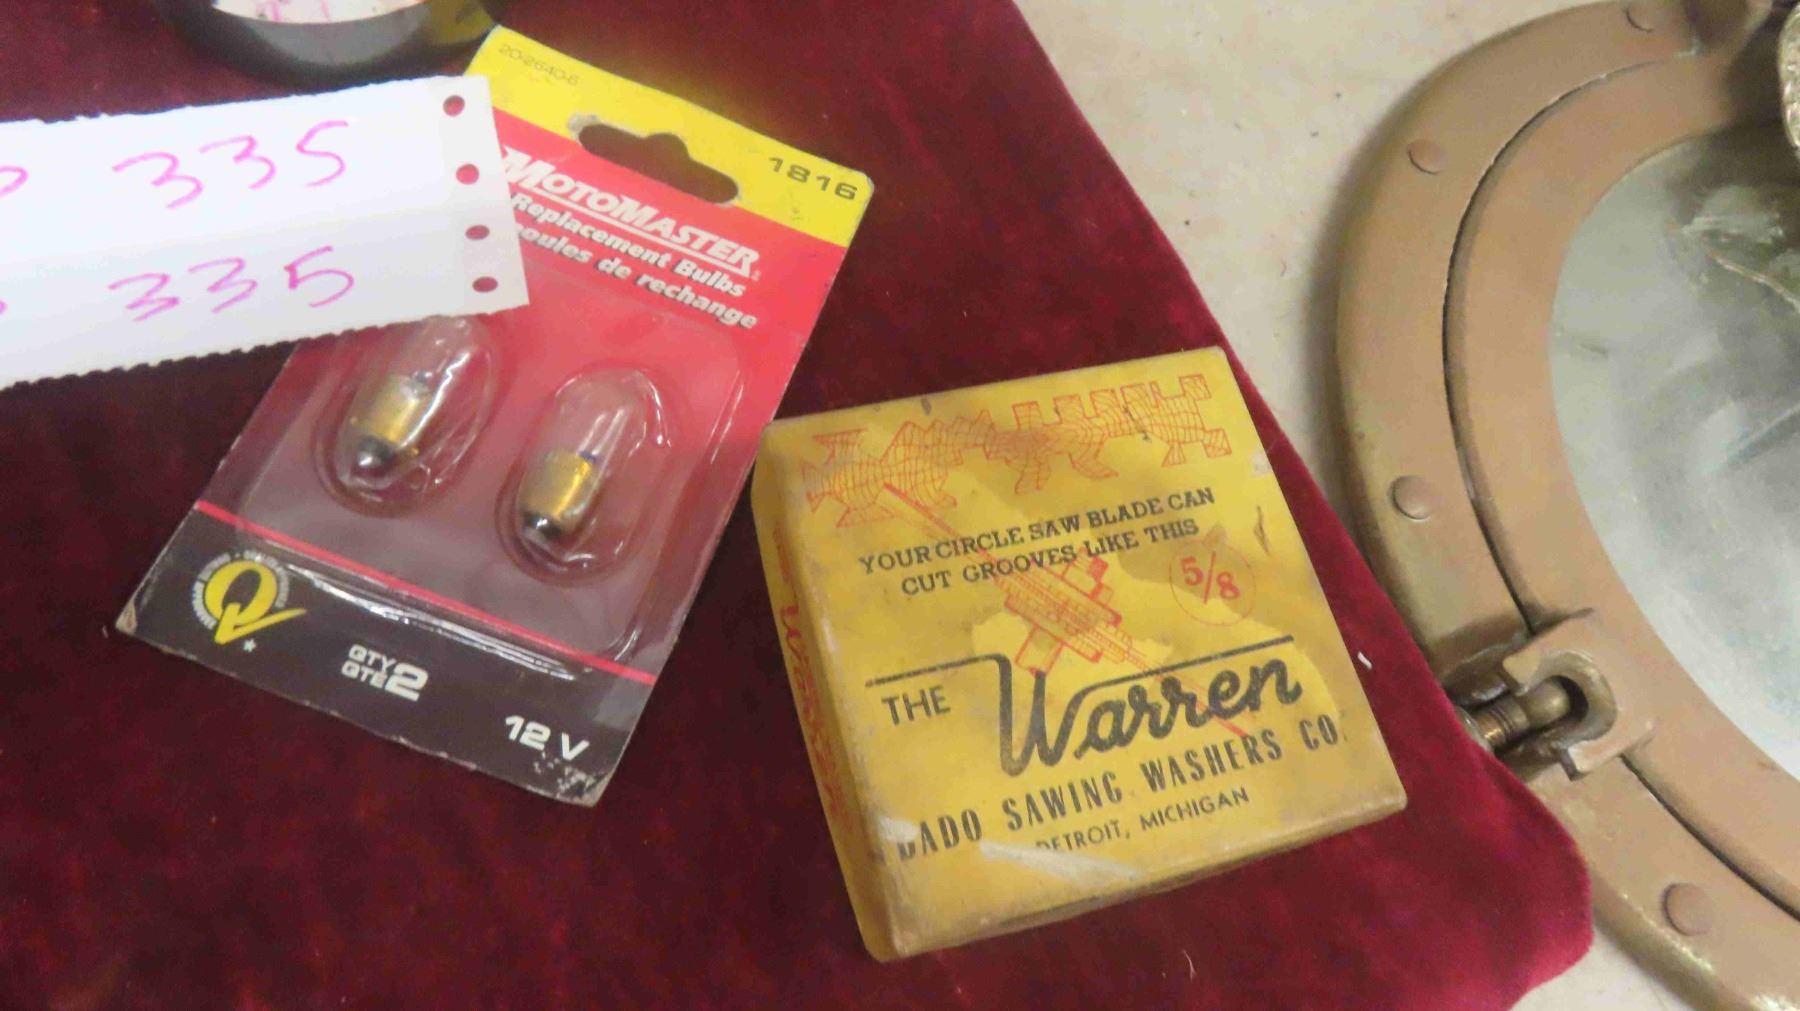 335
335
20-2640-6
1816
MOTOMASTER
Replacement Bulbs
de rechange
QTY 2
QTÉ
12 V
YOUR CIRCLE SAW BLADE CAN
CUT GROOVES LIKE THIS
5/8
THE Warren
DADO SAWING WASHERS CO.
DETROIT, MICHIGAN
Warren